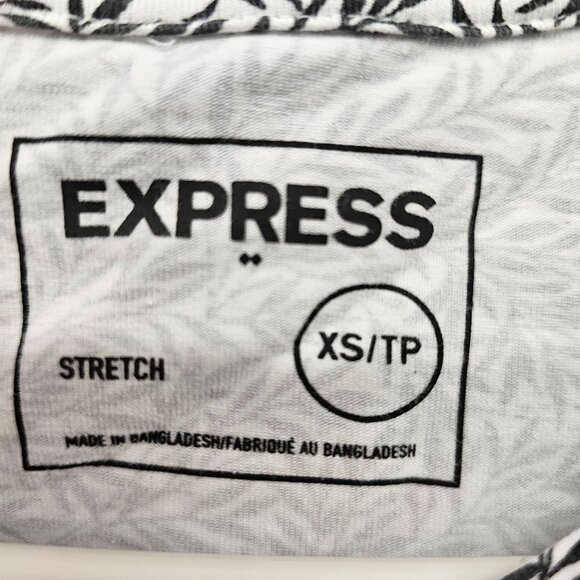 EXPRESS
XS/TP
STRETCH
MADE IN BANGLADESH/FABRIQUÉ AU BANGLADESH